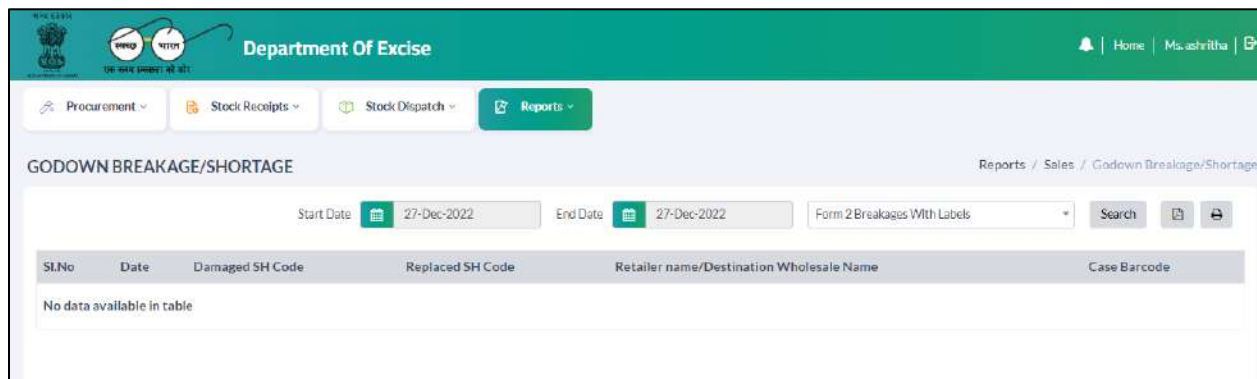 स्वच्छ भारत
एक कदम स्वच्छता की ओर
Department Of Excise
Home | Ms. ashritha |
Procurement
Stock Receipts
Stock Dispatch
Reports
GODOWN BREAKAGE/SHORTAGE
Reports / Sales / Godown Breakage/Shortage
Start Date 27-Dec-2022 End Date 27-Dec-2022 Form 2 Breakages With Labels Search
Sl.No Date Damaged SH Code Replaced SH Code Retailer name/Destination Wholesale Name Case Barcode
No data available in table